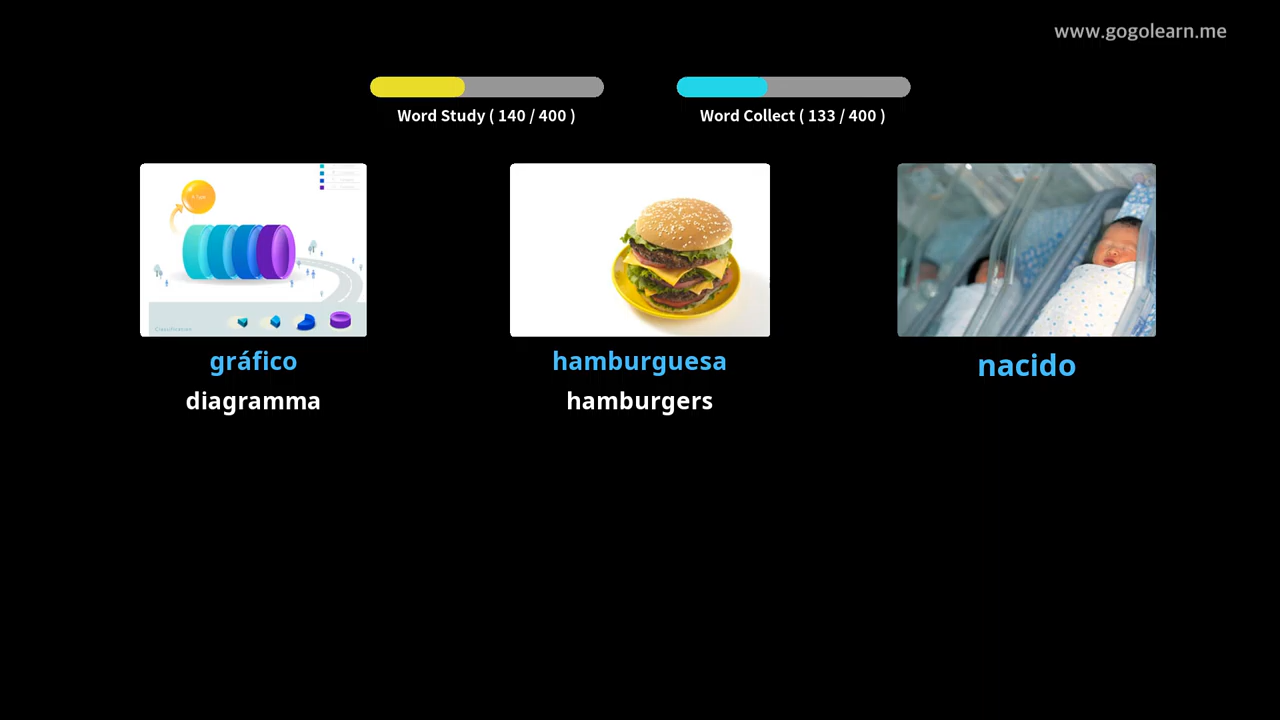 www.gogolearn.me
Word Study ( 140 / 400 )
Word Collect ( 133 / 400 )
gráfico
hamburguesa
nacido
diagramma
hamburgers